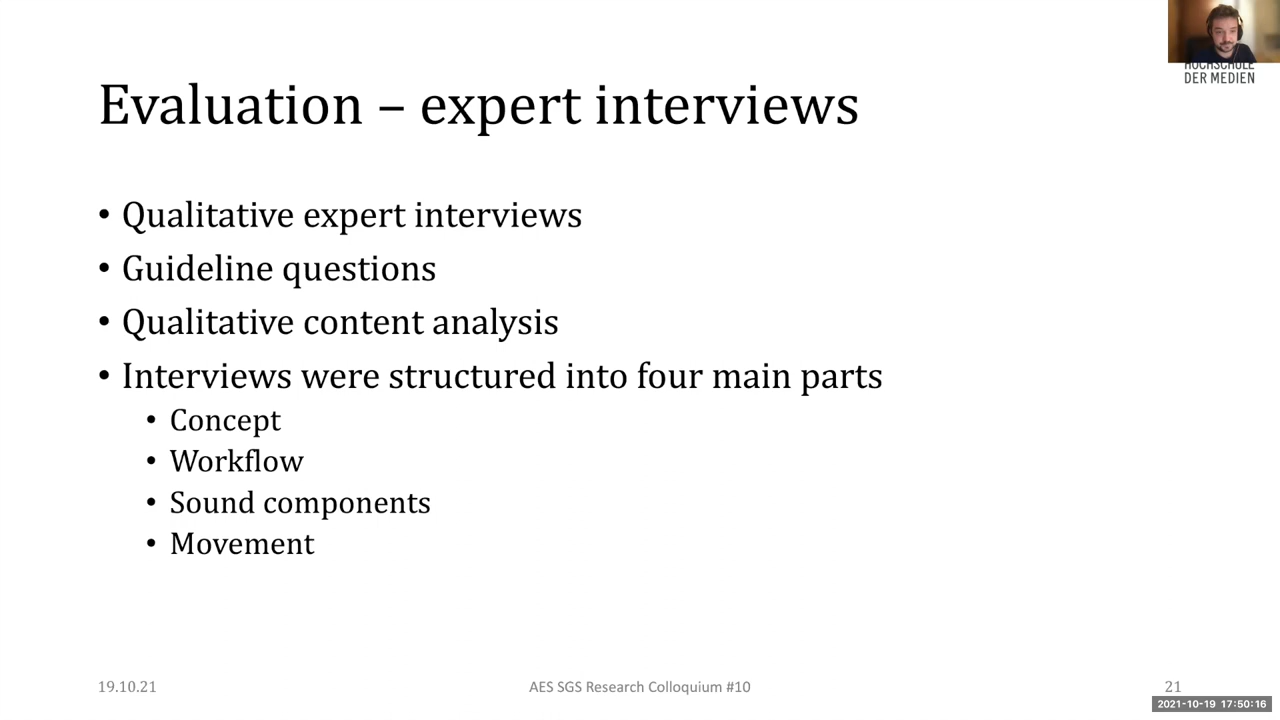 HOCHSCHULE
DER MEDIEN
Evaluation – expert interviews
• Qualitative expert interviews
• Guideline questions
• Qualitative content analysis
• Interviews were structured into four main parts
• Concept
• Workflow
• Sound components
• Movement
19.10.21
AES SGS Research Colloquium #10
21
2021-10-19 17:50:16